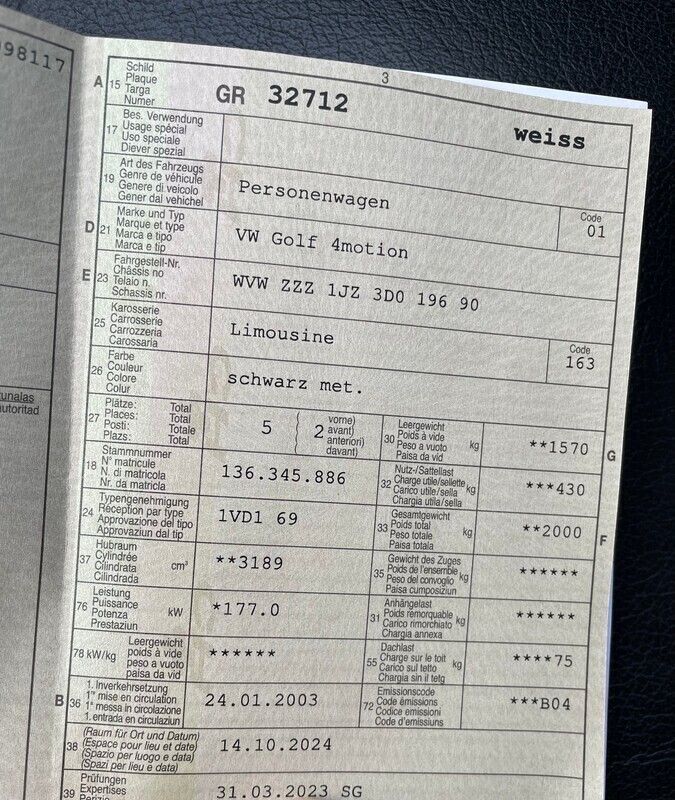 98117
3
A 15 Schild
Plaque
Targa
Numer
GR 32712
weiss
17 Bes. Verwendung
Usage spécial
Uso speciale
Diever spezial
19 Art des Fahrzeugs
Genre de véhicule
Genere di veicolo
Gener dal vehichel
Personenwagen
Code
01
D 21 Marke und Typ
Marque et type
Marca e tipo
Marca e tip
VW Golf 4motion
E 23 Fahrgestell-Nr.
Châssis no
Telaio n.
Schassis nr.
WVW ZZZ 1JZ 3D0 196 90
25 Karosserie
Carrosserie
Carrozzeria
Carossaria
Limousine
Code
163
26 Farbe
Couleur
Colore
Colur
schwarz met.
unalas
autoritad
27 Plätze: Total
Places: Total
Posti: Totale
Plazs: Total
5
( 2 vorne)
avant)
anteriori)
davant)
30 Leergewicht
Poids à vide
Peso a vuoto
Paisa da vid
kg
**1570
G
18 Stammnummer
N° matricule
N. di matricola
Nr. da matricla
136.345.886
32 Nutz-/Sattellast
Charge utile/sellette
Carico utile/sella
Chargia utila/sella
kg
***430
24 Typengenehmigung
Réception par type
Approvazione del tipo
Approvaziun dal tip
1VD1 69
33 Gesamtgewicht
Poids total
Peso totale
Paisa totala
kg
**2000
F
37 Hubraum
Cylindrée
Cilindrata
Cilindrada
cm³
**3189
35 Gewicht des Zuges
Poids de l'ensemble
Peso del convoglio
Paisa cumposiziun
kg
******
76 Leistung
Puissance
Potenza
Prestaziun
kW
*177.0
31 Anhängelast
Poids remorquable
Carico rimorchiato
Chargia annexa
kg
******
78 kW/kg Leergewicht
poids à vide
peso a vuoto
paisa da vid
******
55 Dachlast
Charge sur le toit
Carico sul tetto
Chargia sin il tetg
kg
****75
B 36 1. Inverkehrsetzung
1re mise en circulation
1a messa in circolazione
1. entrada en circulaziun
24.01.2003
72 Emissionscode
Code émissions
Codice emissioni
Code d'emissiuns
***B04
38 (Raum für Ort und Datum)
(Espace pour lieu et date)
(Spazio per luogo e data)
(Spazi per lieu e data)
14.10.2024
39 Prüfungen
Expertises
31.03.2023 SG